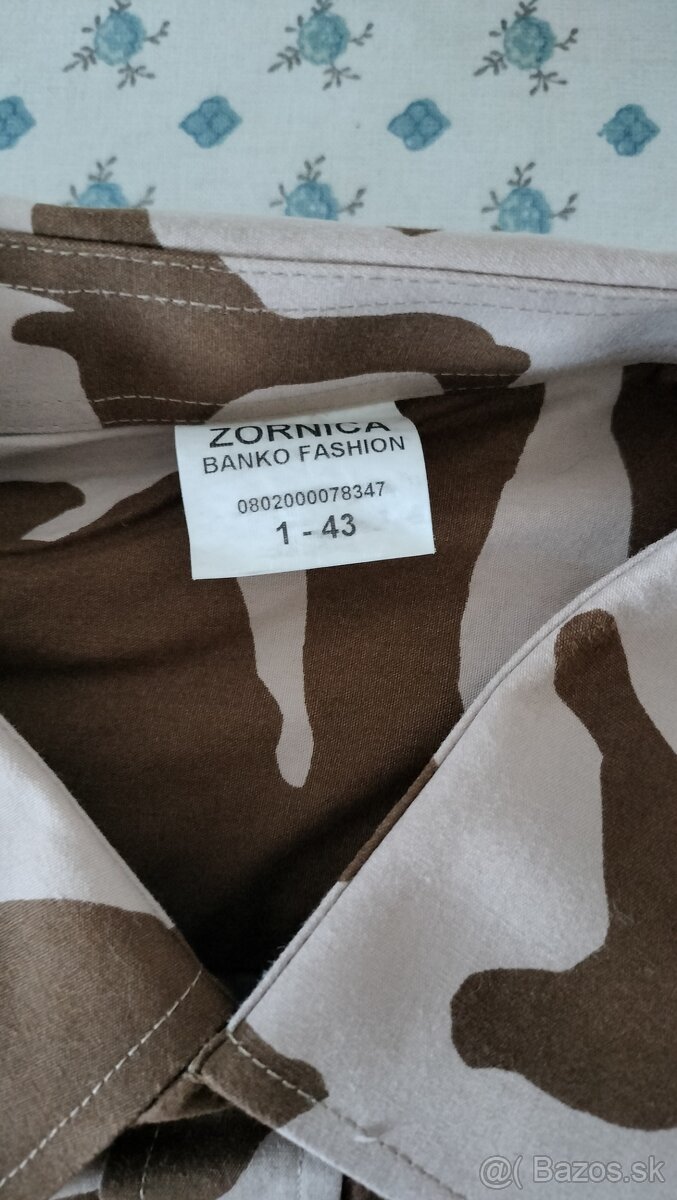 ZORNICA
BANKO FASHION
0802000078347
1 - 43
@( Bazos.sk